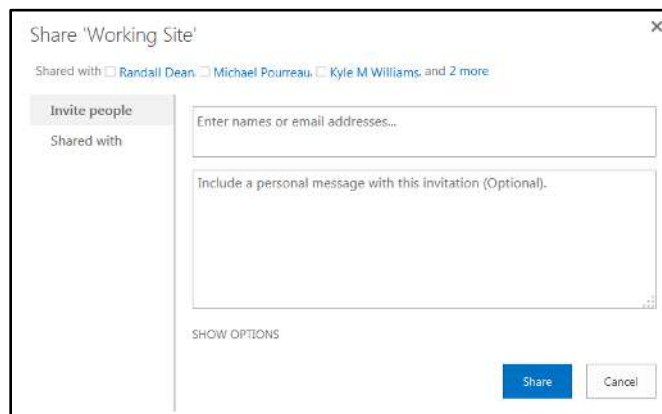 Share 'Working Site'
Shared with Randall Dean, Michael Pourreau, Kyle M Williams, and 2 more
Invite people
Shared with
Enter names or email addresses...
Include a personal message with this invitation (Optional).
SHOW OPTIONS
Share Cancel